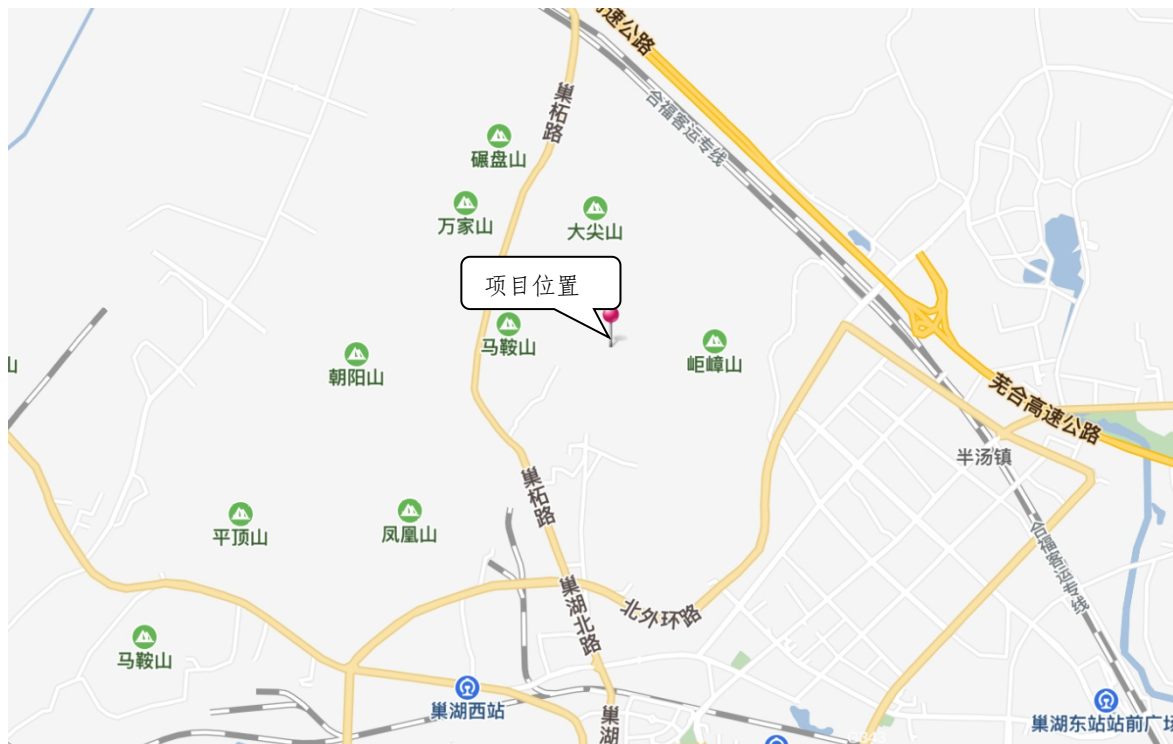 速公路
巢柘路
合福客运专线
碾盘山
万家山
大尖山
项目位置
马鞍山
岠嶂山
山
朝阳山
芜合高速公路
半汤镇
巢柘路
平顶山
凤凰山
合福客运专线
巢湖北路
北外环路
马鞍山
巢湖西站
巢湖
巢湖东站站前广场